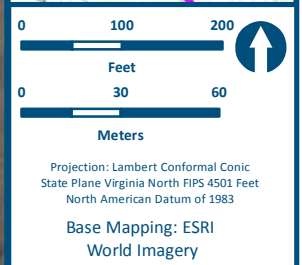 0 100 200
Feet
0 30 60
Meters
Projection: Lambert Conformal Conic
State Plane Virginia North FIPS 4501 Feet
North American Datum of 1983
Base Mapping: ESRI
World Imagery